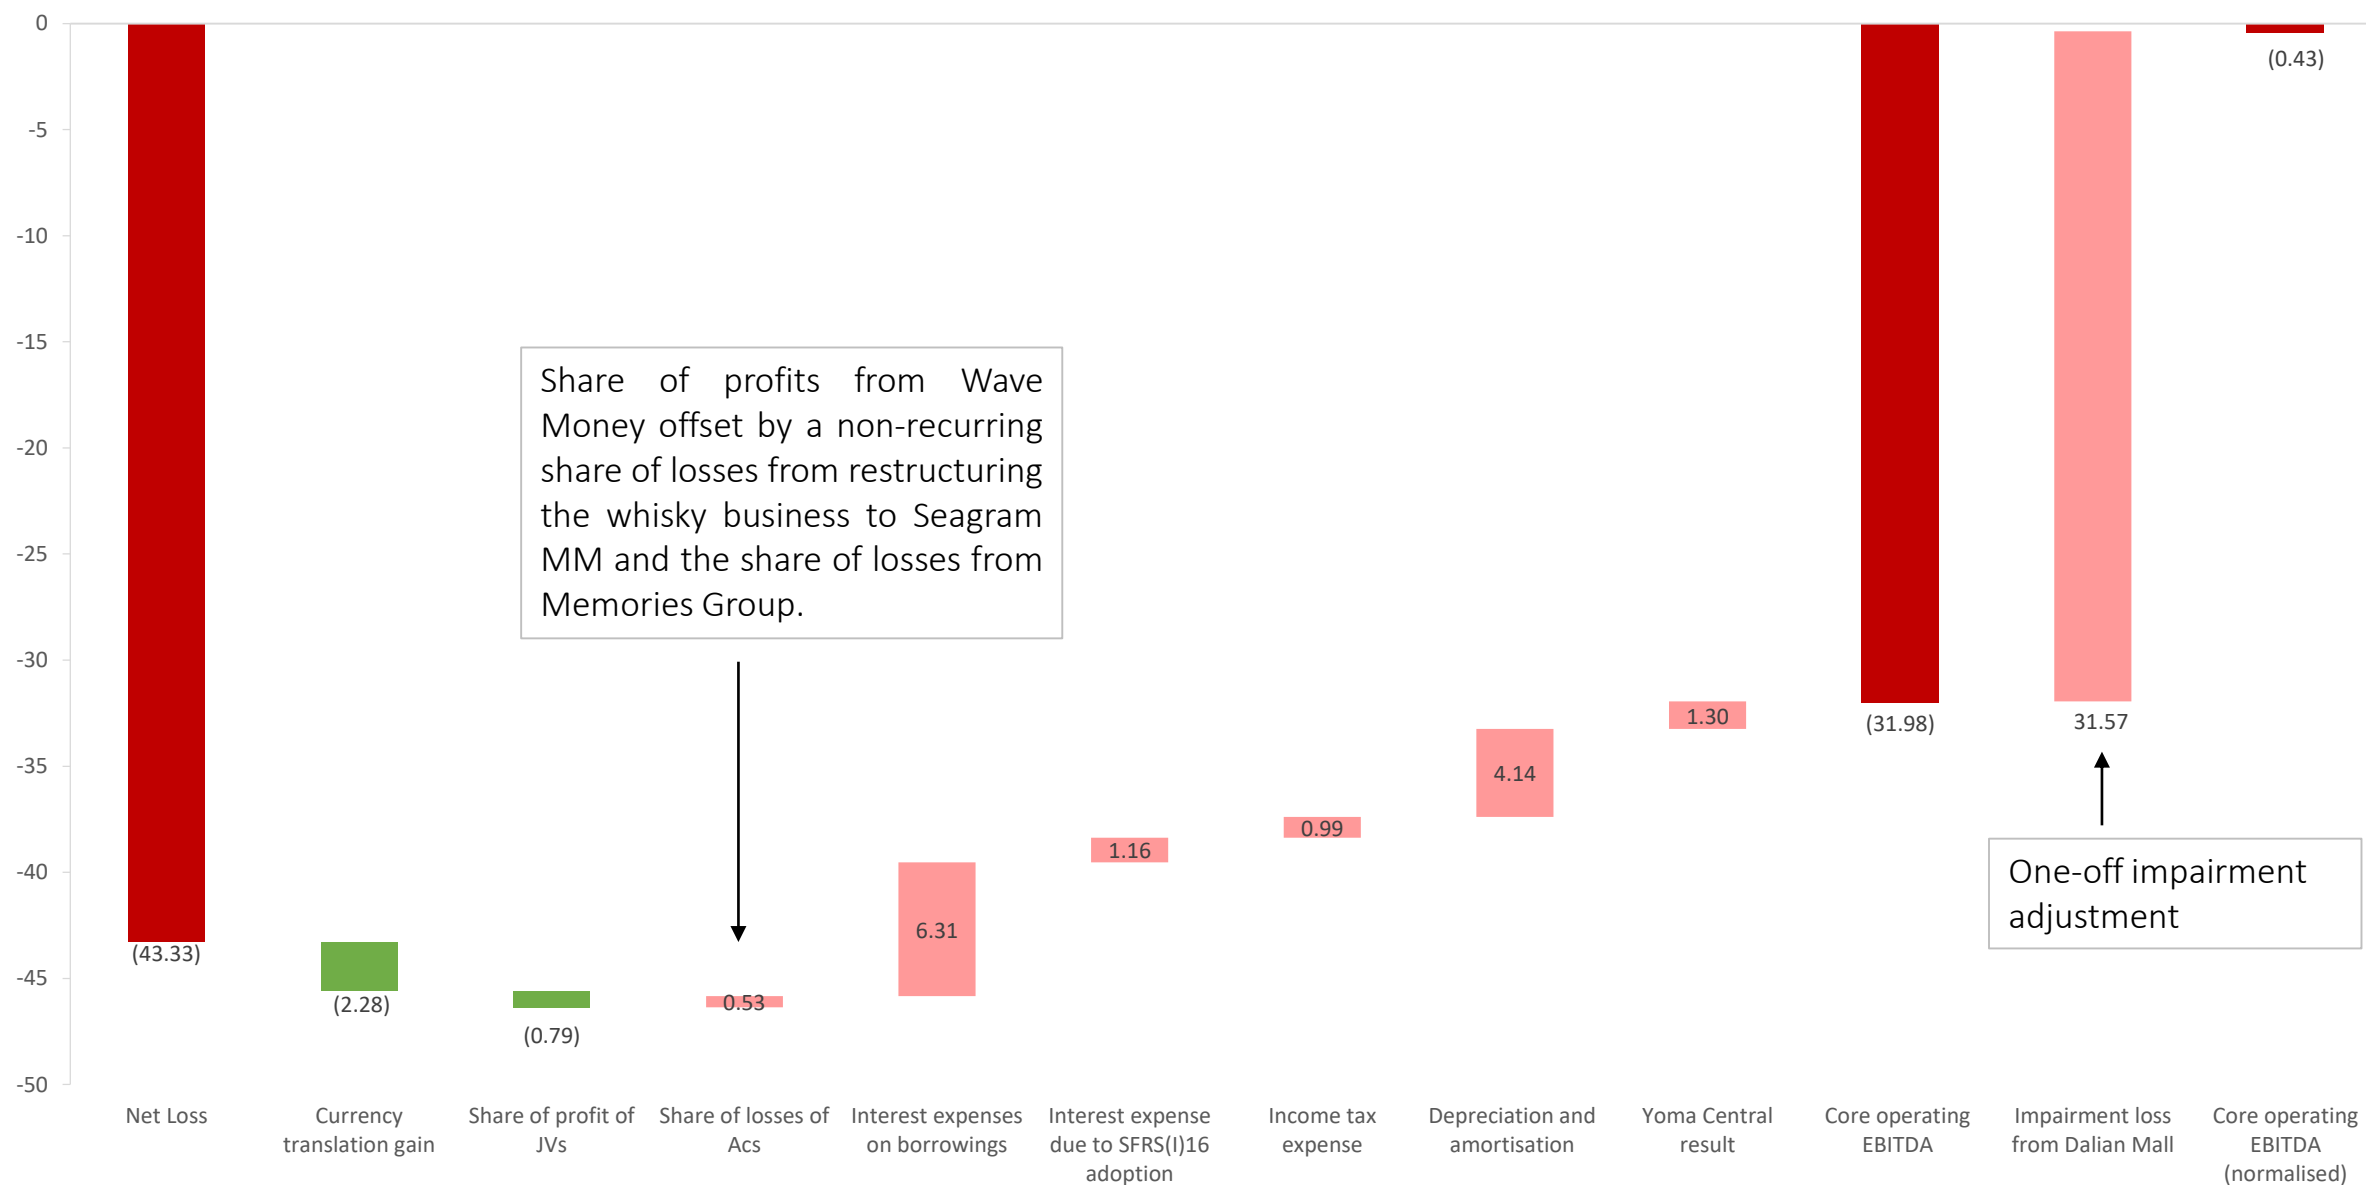 0
-5
-10
-15
-20
-25
-30
-35
-40
-45
-50
(43.33)
(2.28)
(0.79)
0.53
6.31
1.16
0.99
4.14
1.30
(31.98)
31.57
(0.43)
Share of profits from Wave
Money offset by a non-recurring
share of losses from restructuring
the whisky business to Seagram
MM and the share of losses from
Memories Group.
One-off impairment
adjustment
Net Loss
Currency
translation gain
Share of profit of
JVs
Share of losses of
Acs
Interest expenses
on borrowings
Interest expense
due to SFRS(I)16
adoption
Income tax
expense
Depreciation and
amortisation
Yoma Central
result
Core operating
EBITDA
Impairment loss
from Dalian Mall
Core operating
EBITDA
(normalised)